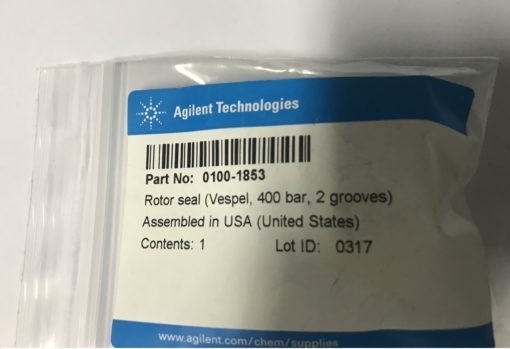 Agilent Technologies
Part No: 0100-1853
Rotor seal (Vespel, 400 bar, 2 grooves)
Assembled in USA (United States)
Contents: 1 Lot ID: 0317
www.agilent.com/chem/supplies